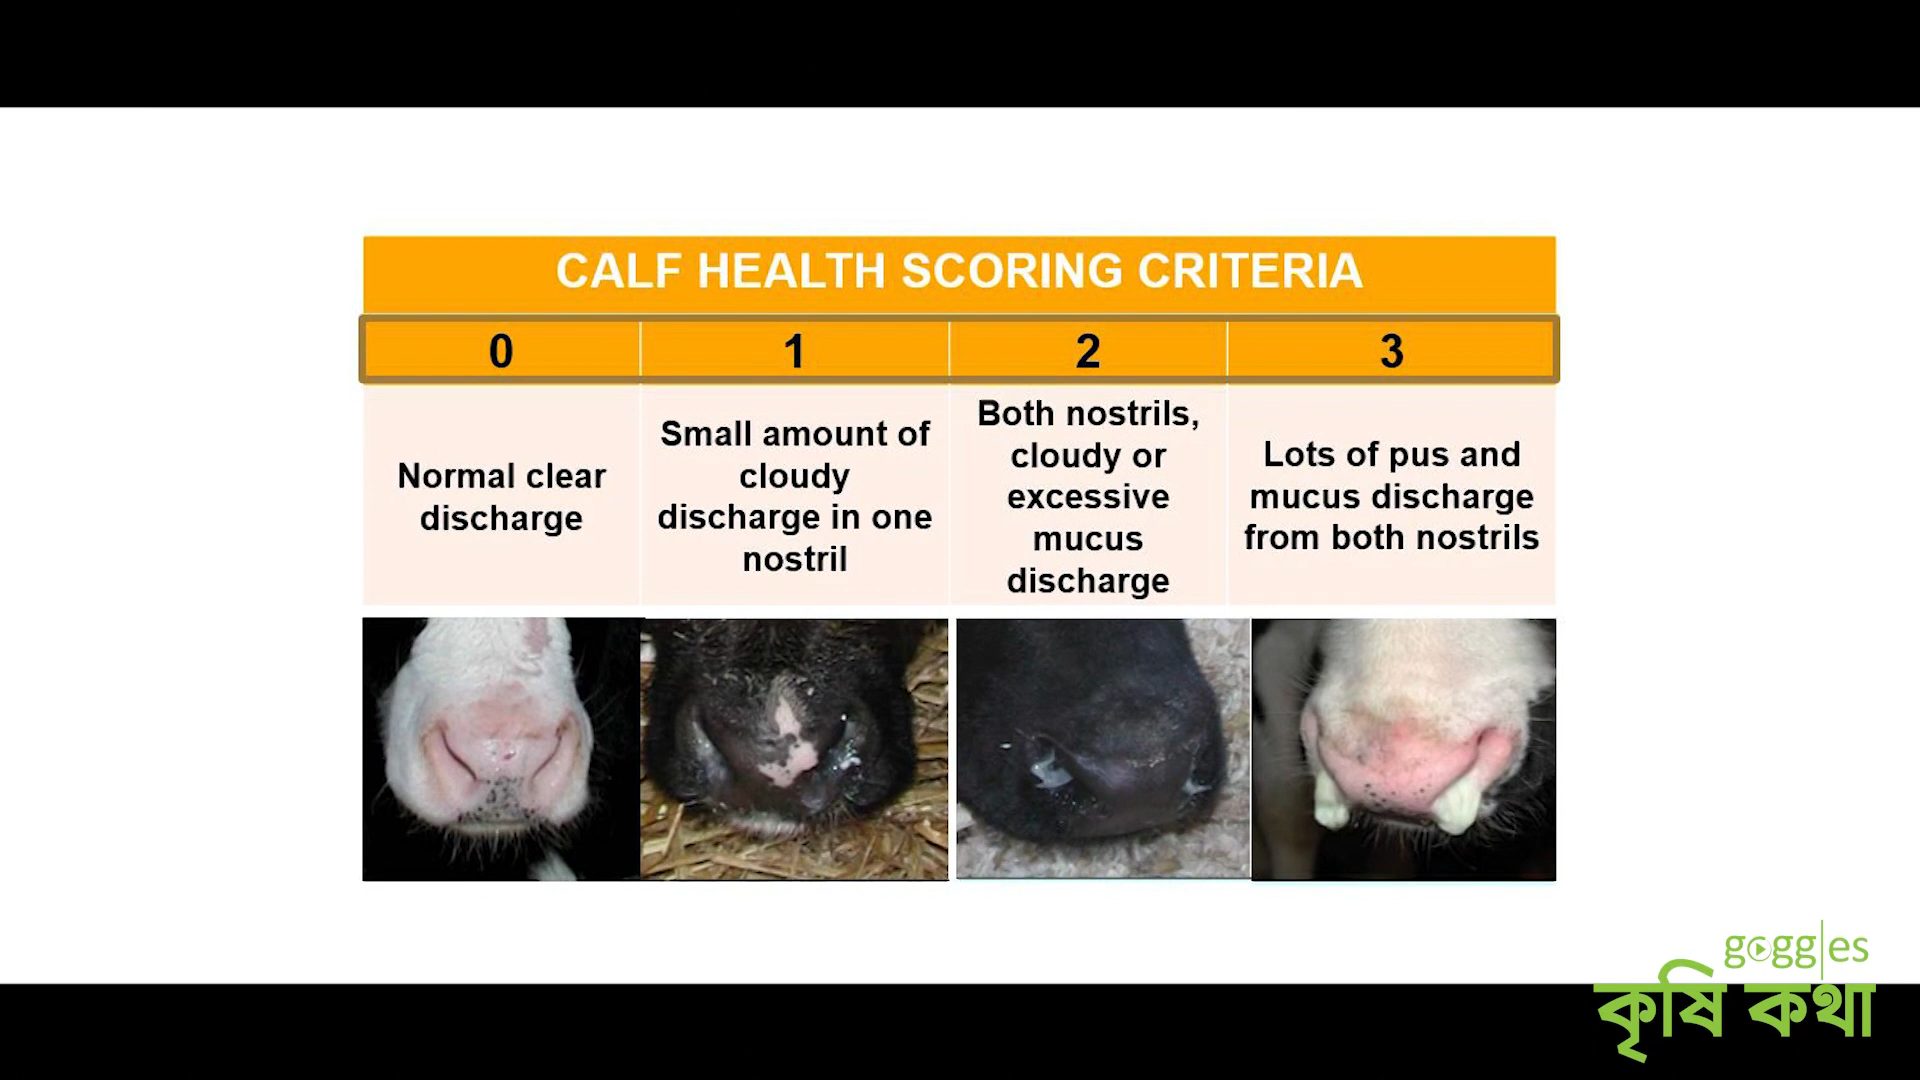 CALF HEALTH SCORING CRITERIA
0
1
2
3
Normal clear
discharge
Small amount of
cloudy
discharge in one
nostril
Both nostrils,
cloudy or
excessive
mucus
discharge
Lots of pus and
mucus discharge
from both nostrils
goggles
কৃষি কথা